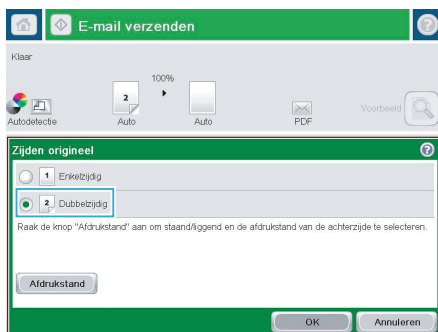 E-mail verzenden
Klaar
100%
2
Autodetectie
Auto
Auto
PDF
Voorbeeld
Zijden origineel
1 Enkelzijdig
2 Dubbelzijdig
Raak de knop "Afdrukstand" aan om staand/liggend en de afdrukstand van de achterzijde te selecteren.
Afdrukstand
OK
Annuleren